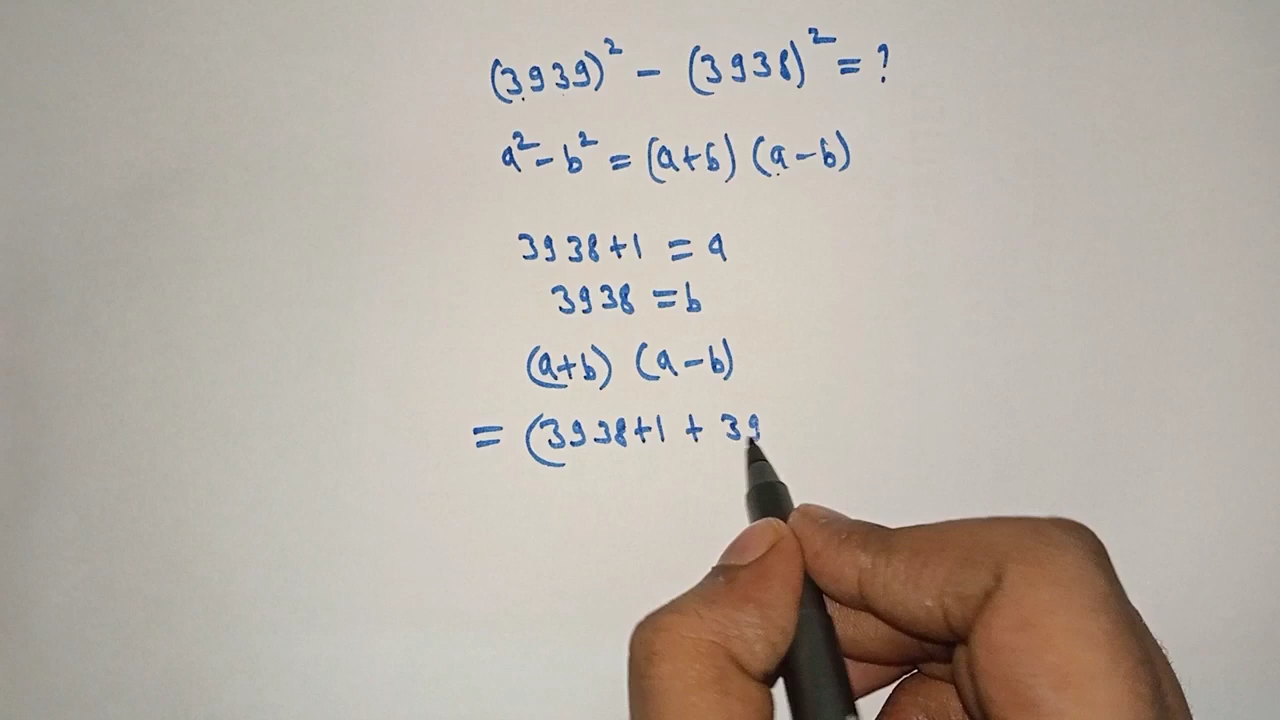 (3939)² - (3938)² = ?
a² - b² = (a+b) (a-b)
3938+1 = a
3938 = b
(a+b) (a-b)
= (3938+1 + 39